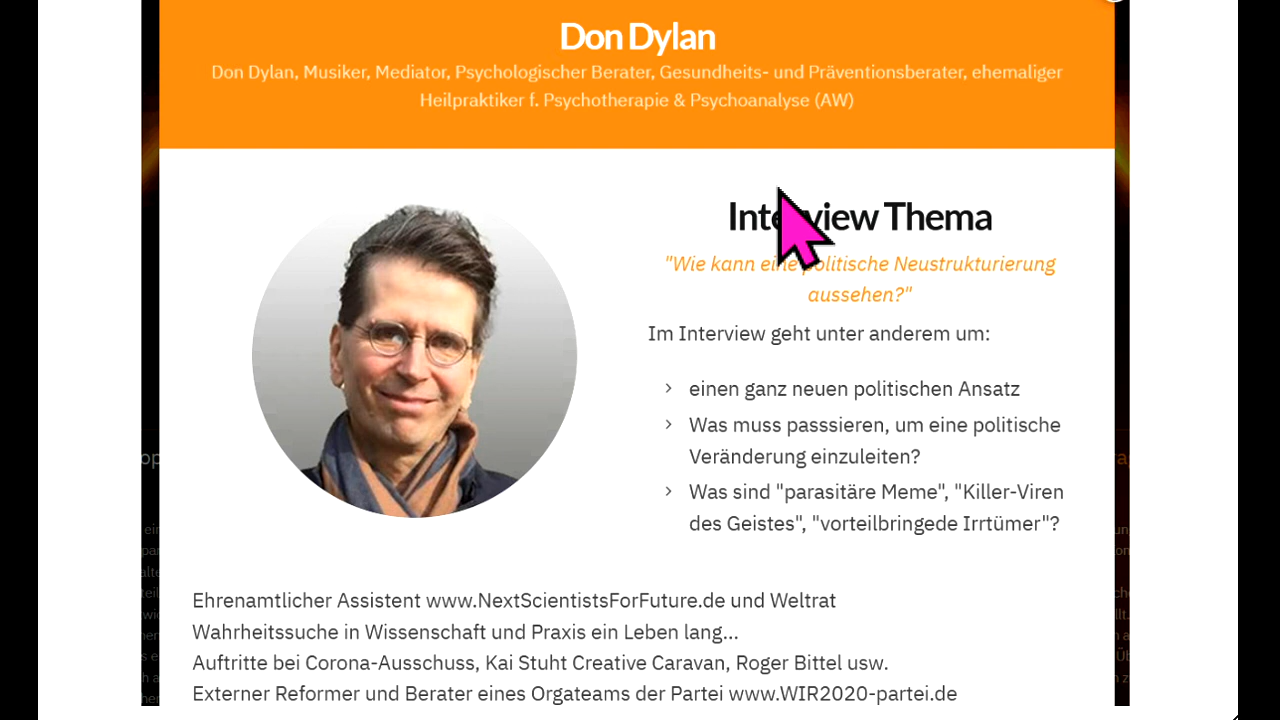 Don Dylan
Don Dylan, Musiker, Mediator, Psychologischer Berater, Gesundheits- und Präventionsberater, ehemaliger
Heilpraktiker f. Psychotherapie & Psychoanalyse (AW)
Interview Thema
"Wie kann eine politische Neustrukturierung
aussehen?"
Im Interview geht unter anderem um:
einen ganz neuen politischen Ansatz
Was muss passsieren, um eine politische
Veränderung einzuleiten?
Was sind "parasitäre Meme", "Killer-Viren
des Geistes", "vorteilbringede Irrtümer"?
Ehrenamtlicher Assistent www.NextScientistsForFuture.de und Weltrat
Wahrheitssuche in Wissenschaft und Praxis ein Leben lang...
Auftritte bei Corona-Ausschuss, Kai Stuht Creative Caravan, Roger Bittel usw.
Externer Reformer und Berater eines Orgateams der Partei www.WIR2020-partei.de